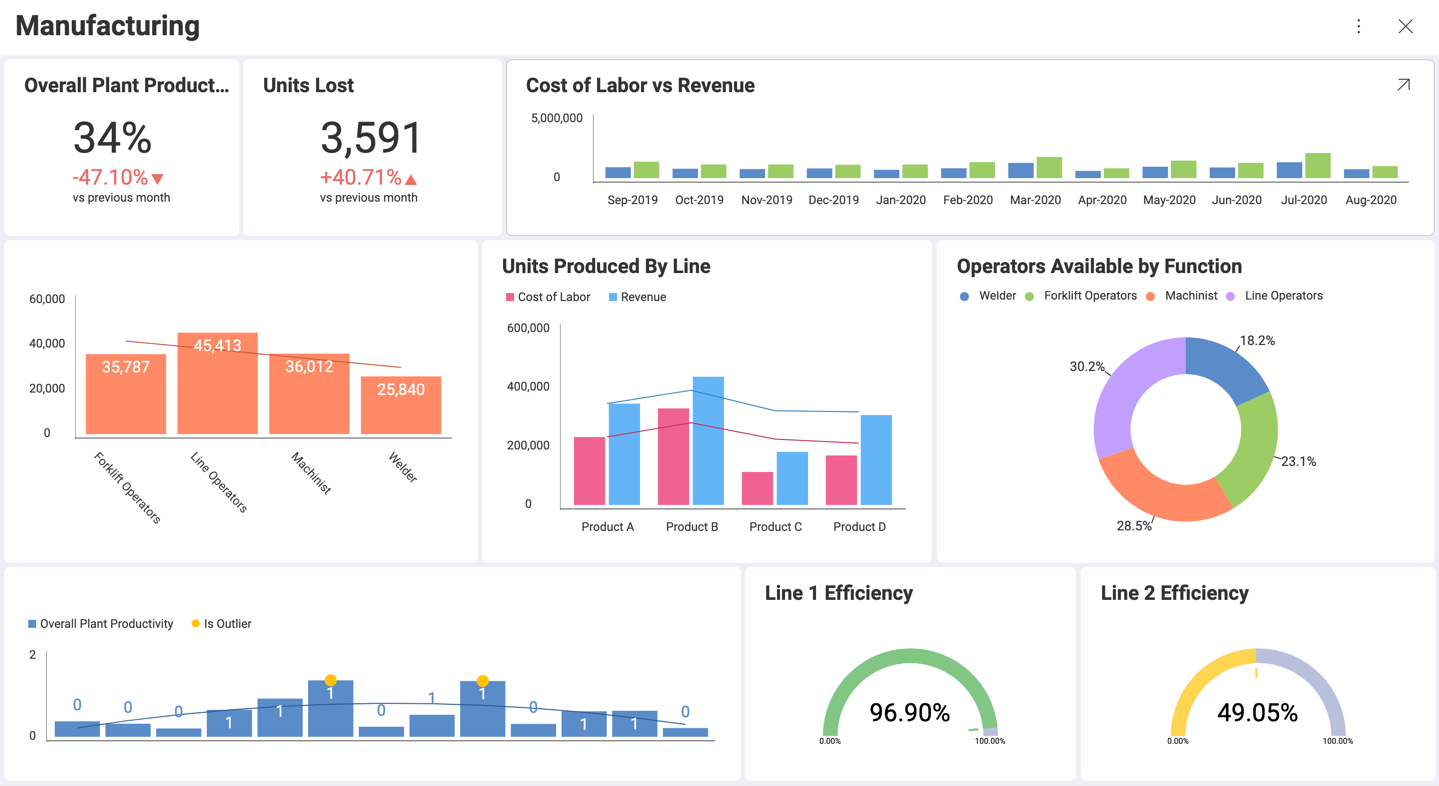 Manufacturing
Overall Plant Product...
34%
-47.10%
vs previous month
Units Lost
3,591
+40.71%
vs previous month
Cost of Labor vs Revenue
5,000,000
0
Sep-2019 Oct-2019 Nov-2019 Dec-2019 Jan-2020 Feb-2020 Mar-2020 Apr-2020 May-2020 Jun-2020 Jul-2020 Aug-2020
60,000
40,000
20,000
0
35,787 45,413 36,012 25,840
Forklift Operators Line Operators Machinist Welder
Units Produced By Line
Cost of Labor Revenue
600,000
400,000
200,000
0
Product A Product B Product C Product D
Operators Available by Function
Welder Forklift Operators Machinist Line Operators
18.2%
30.2%
23.1%
28.5%
Overall Plant Productivity Is Outlier
2
0
0 0 0 1 1 1 0 1 1 0 1 1 0
Line 1 Efficiency
96.90%
0.00% 100.00%
Line 2 Efficiency
49.05%
0.00% 100.00%